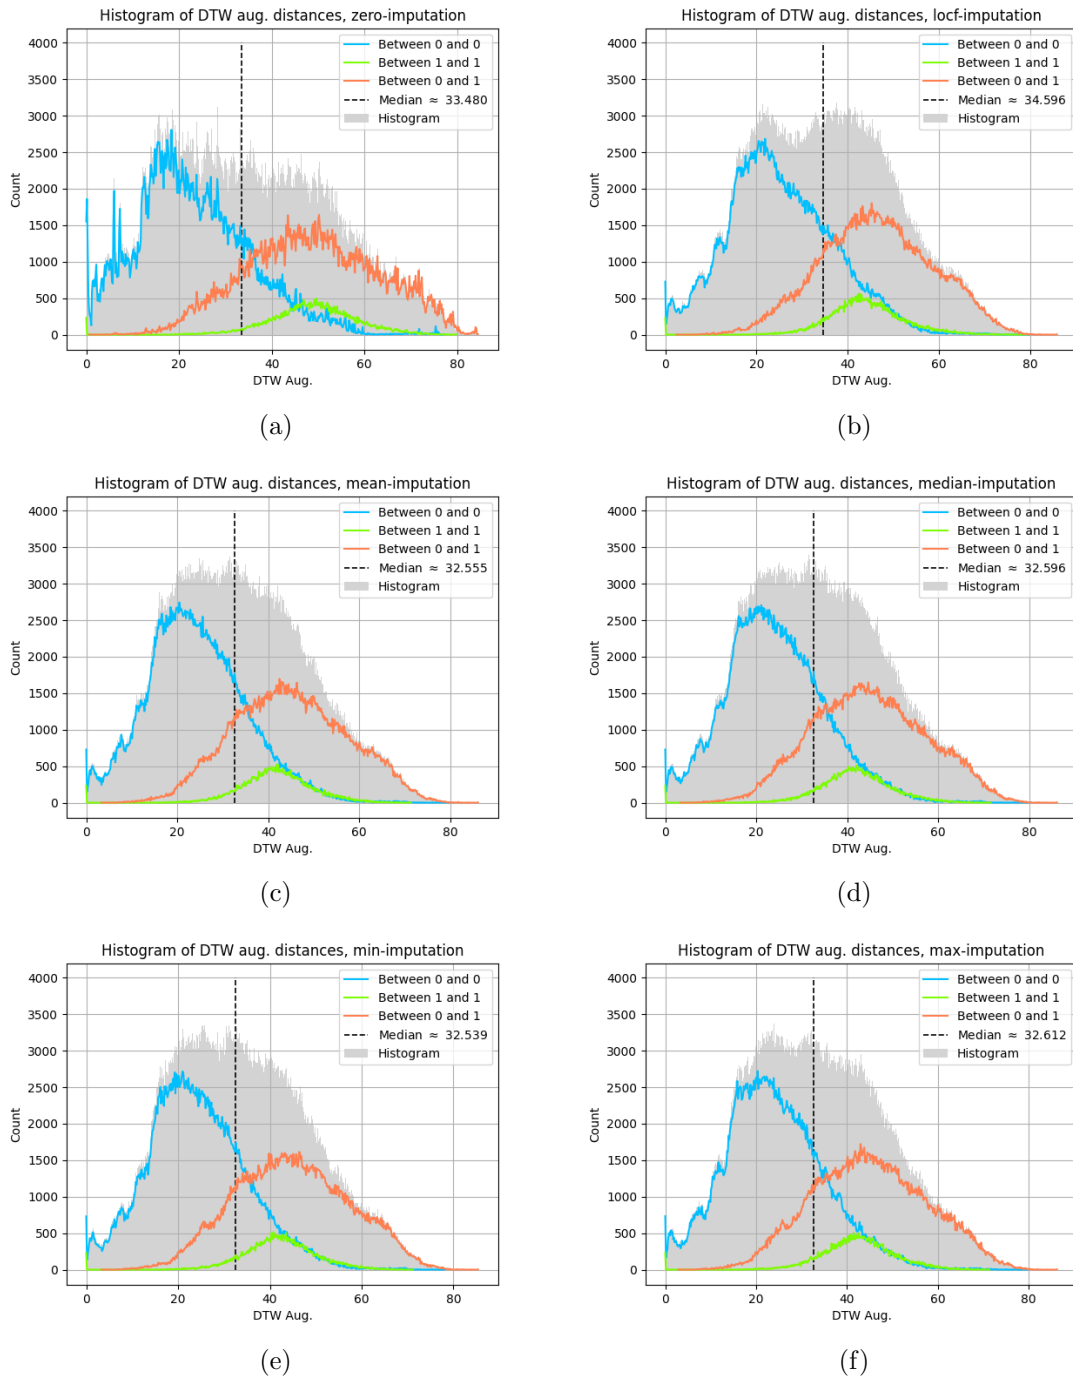 Histogram of DTW aug. distances, zero-imputation
4000
3500
3000
2500
2000
1500
1000
500
0
Count
Between 0 and 0
Between 1 and 1
Between 0 and 1
Median ≈ 33.480
Histogram
0 20 40 60 80
DTW Aug.
(a)
Histogram of DTW aug. distances, locf-imputation
4000
3500
3000
2500
2000
1500
1000
500
0
Count
Between 0 and 0
Between 1 and 1
Between 0 and 1
Median ≈ 34.596
Histogram
0 20 40 60 80
DTW Aug.
(b)
Histogram of DTW aug. distances, mean-imputation
4000
3500
3000
2500
2000
1500
1000
500
0
Count
Between 0 and 0
Between 1 and 1
Between 0 and 1
Median ≈ 32.555
Histogram
0 20 40 60 80
DTW Aug.
(c)
Histogram of DTW aug. distances, median-imputation
4000
3500
3000
2500
2000
1500
1000
500
0
Count
Between 0 and 0
Between 1 and 1
Between 0 and 1
Median ≈ 32.596
Histogram
0 20 40 60 80
DTW Aug.
(d)
Histogram of DTW aug. distances, min-imputation
4000
3500
3000
2500
2000
1500
1000
500
0
Count
Between 0 and 0
Between 1 and 1
Between 0 and 1
Median ≈ 32.539
Histogram
0 20 40 60 80
DTW Aug.
(e)
Histogram of DTW aug. distances, max-imputation
4000
3500
3000
2500
2000
1500
1000
500
0
Count
Between 0 and 0
Between 1 and 1
Between 0 and 1
Median ≈ 32.612
Histogram
0 20 40 60 80
DTW Aug.
(f)